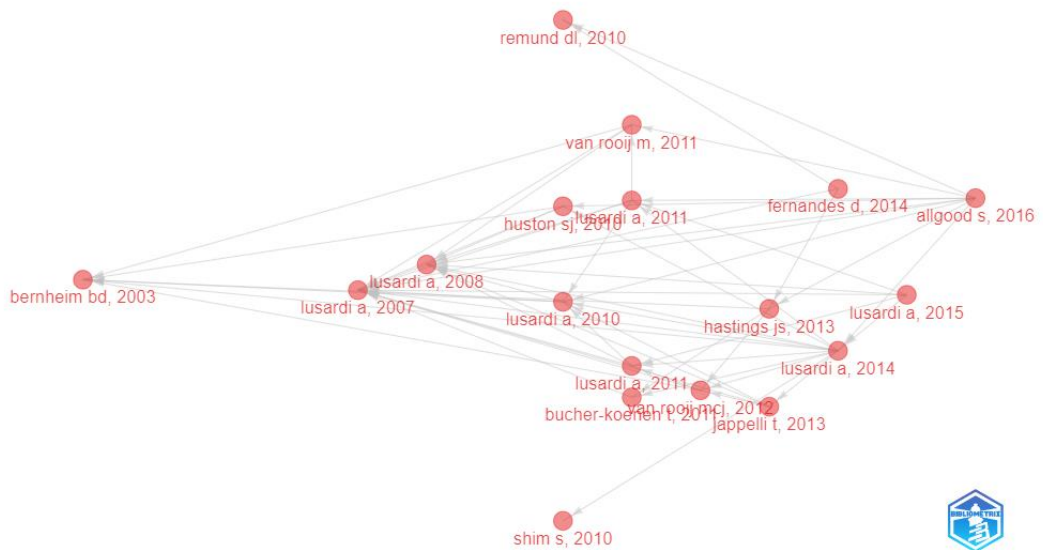 remund dl, 2010
van rooij m, 2011
huston sj, 2010
lusardi a, 2011
fernandes d, 2014
allgood s, 2016
lusardi a, 2008
bernheim bd, 2003
lusardi a, 2007
lusardi a, 2010
hastings js, 2013
lusardi a, 2015
lusardi a, 2014
lusardi a, 2011
bucher-koenen t, 2011
van rooij mcj, 2012
jappelli t, 2013
shim s, 2010
BIBLIOMETRIX